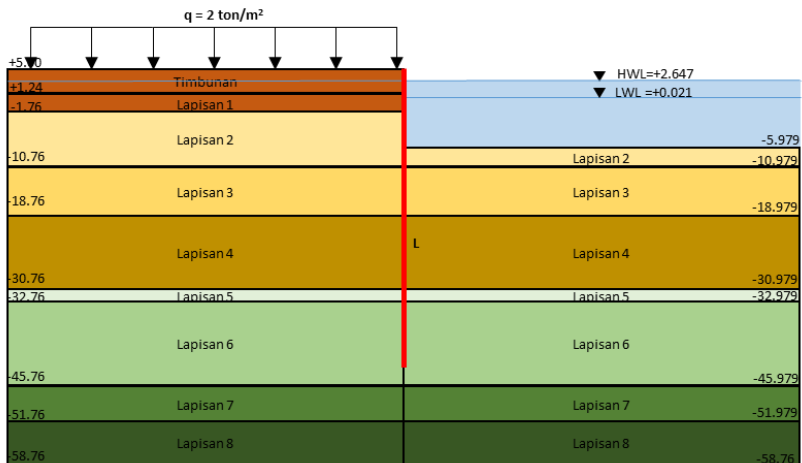 q = 2 ton/m²
HWL=+2.647
Timbunan
+1.24
LWL =+0.021
Lapisan 1
-1.76
Lapisan 2
-5.979
-10.76
Lapisan 2
-10.979
Lapisan 3
Lapisan 3
-18.76
-18.979
L
Lapisan 4
Lapisan 4
-30.76
-30.979
Lapisan 5
Lapisan 5
-32.76
-32.979
Lapisan 6
Lapisan 6
-45.76
-45.979
Lapisan 7
Lapisan 7
-51.76
-51.979
Lapisan 8
Lapisan 8
-58.76
-58.76